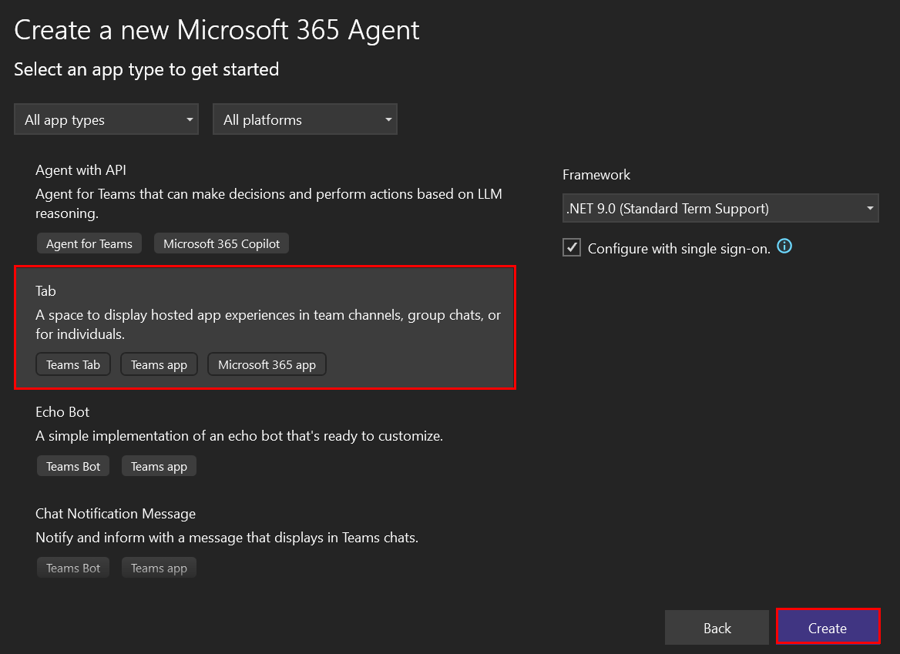 Create a new Microsoft 365 Agent
Select an app type to get started
All app types
All platforms
Agent with API
Agent for Teams that can make decisions and perform actions based on LLM
reasoning.
Agent for Teams
Microsoft 365 Copilot
Tab
A space to display hosted app experiences in team channels, group chats, or
for individuals.
Teams Tab
Teams app
Microsoft 365 app
Echo Bot
A simple implementation of an echo bot that's ready to customize.
Teams Bot
Teams app
Chat Notification Message
Notify and inform with a message that displays in Teams chats.
Teams Bot
Teams app
Framework
.NET 9.0 (Standard Term Support)
Configure with single sign-on.
Back
Create